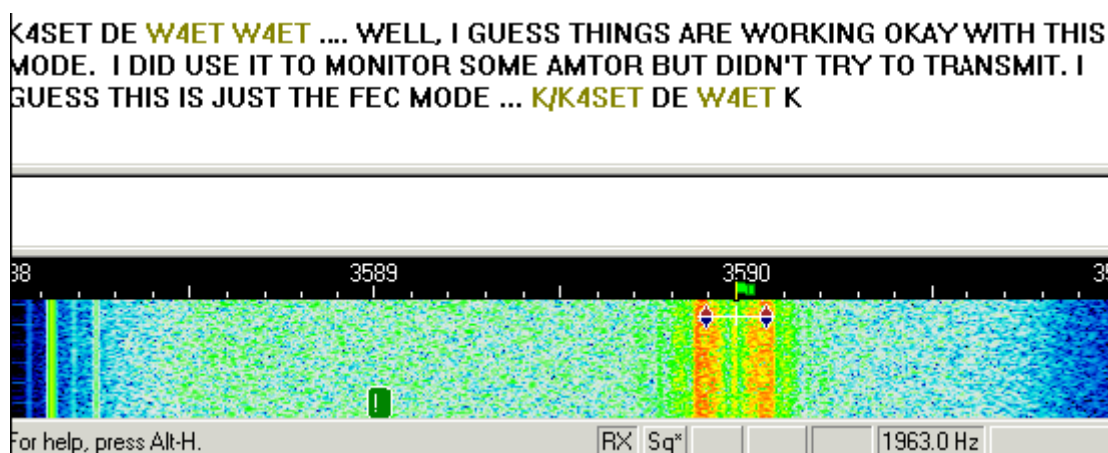 K4SET DE W4ET W4ET .... WELL, I GUESS THINGS ARE WORKING OKAY WITH THIS
MODE.  I DID USE IT TO MONITOR SOME AMTOR BUT DIDN'T TRY TO TRANSMIT. I
GUESS THIS IS JUST THE FEC MODE ... K/K4SET DE W4ET K
38 3589 3590 3
!
For help, press Alt-H. RX Sq* 1963.0 Hz